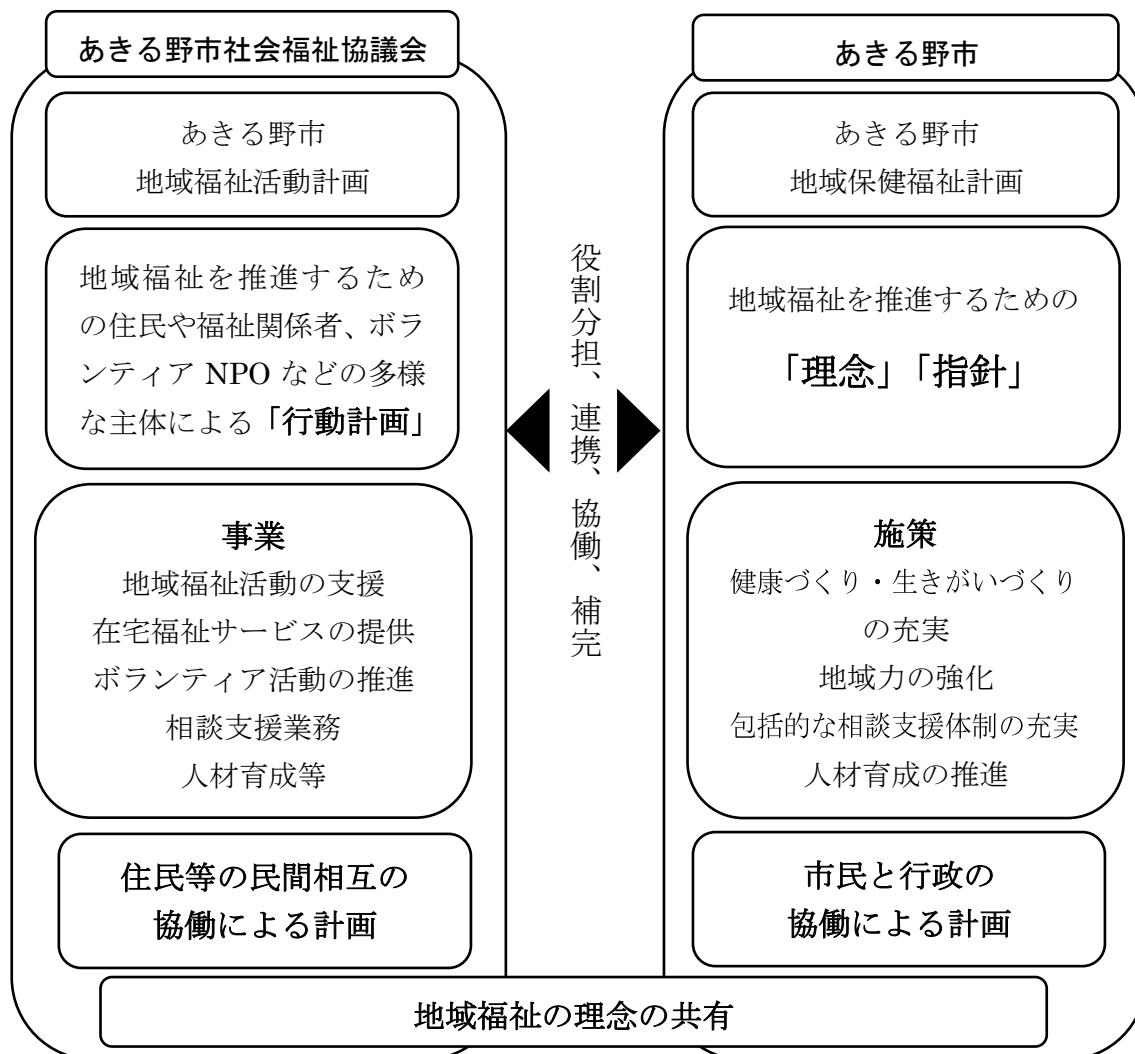 あきる野市社会福祉協議会
あきる野市
地域福祉活動計画
地域福祉を推進するため
の住民や福祉関係者、ボラ
ンティア NPO などの多様
な主体による「行動計画」
事業
地域福祉活動の支援
在宅福祉サービスの提供
ボランティア活動の推進
相談支援業務
人材育成等
住民等の民間相互の
協働による計画
役割分担、連携、協働、補完
あきる野市
あきる野市
地域保健福祉計画
地域福祉を推進するための
「理念」「指針」
施策
健康づくり・生きがいづくり
の充実
地域力の強化
包括的な相談支援体制の充実
人材育成の推進
市民と行政の
協働による計画
地域福祉の理念の共有